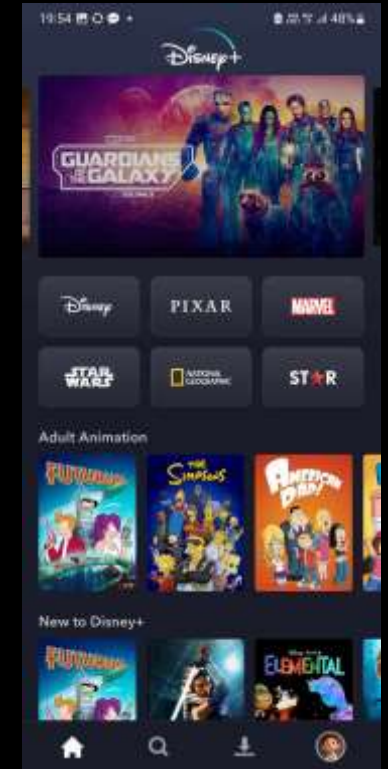 19:54
48%
Disney+
GUARDIANS
OF THE
GALAXY
Disney
PIXAR
MARVEL
STAR
WARS
NATIONAL
GEOGRAPHIC
ST★R
Adult Animation
FUTURAMA
THE
SIMPSONS
AMERICAN
DAD!
New to Disney+
FUTURAMA
ELEMENTAL